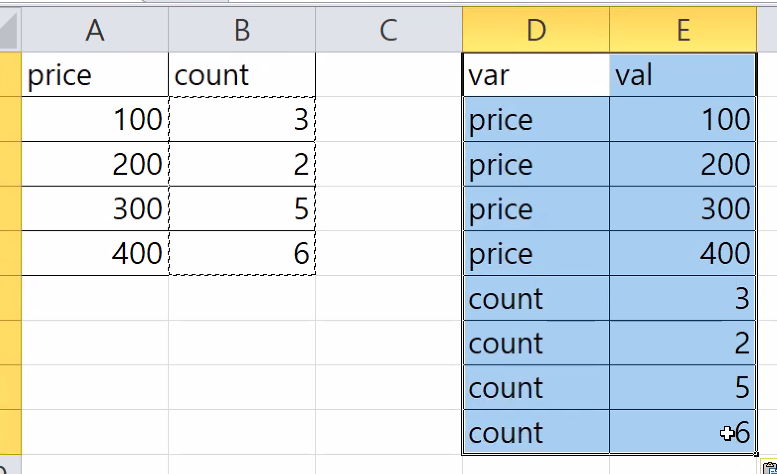 A B C D E
price count var val
100 3 price 100
200 2 price 200
300 5 price 300
400 6 price 400
count 3
count 2
count 5
count 6